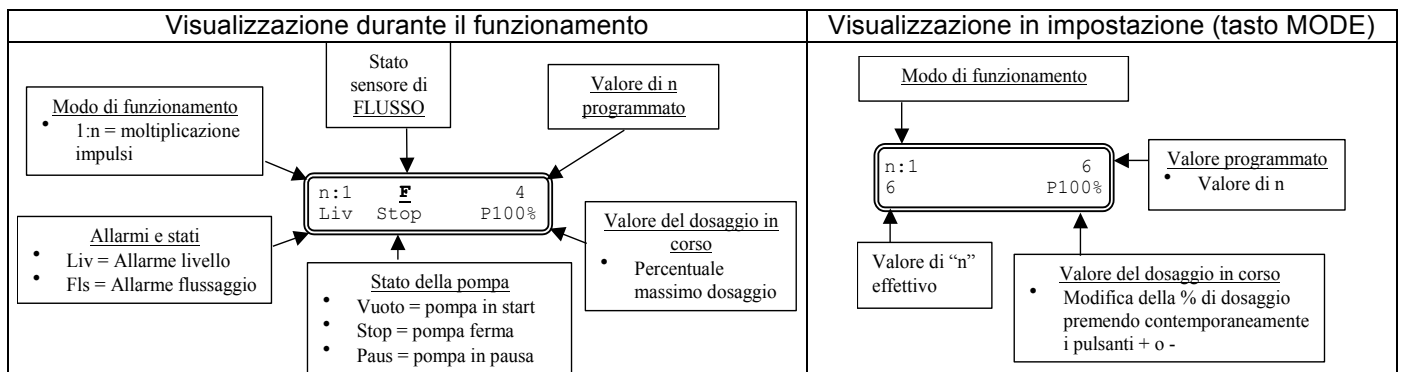 Visualizzazione durante il funzionamento
Visualizzazione in impostazione (tasto MODE)
Stato
sensore di
FLUSSO
Valore di n
programmato
Modo di funzionamento
• 1:n = moltiplicazione
impulsi
n:1 F 4
Liv Stop P100%
Allarmi e stati
• Liv = Allarme livello
• Fls = Allarme flussaggio
Stato della pompa
• Vuoto = pompa in start
• Stop = pompa ferma
• Paus = pompa in pausa
Valore del dosaggio in
corso
• Percentuale
massimo dosaggio
Modo di funzionamento
n:1 6
6 P100%
Valore programmato
• Valore di n
Valore di “n”
effettivo
Valore del dosaggio in corso
• Modifica della % di dosaggio
premendo contemporaneamente
i pulsanti + o -